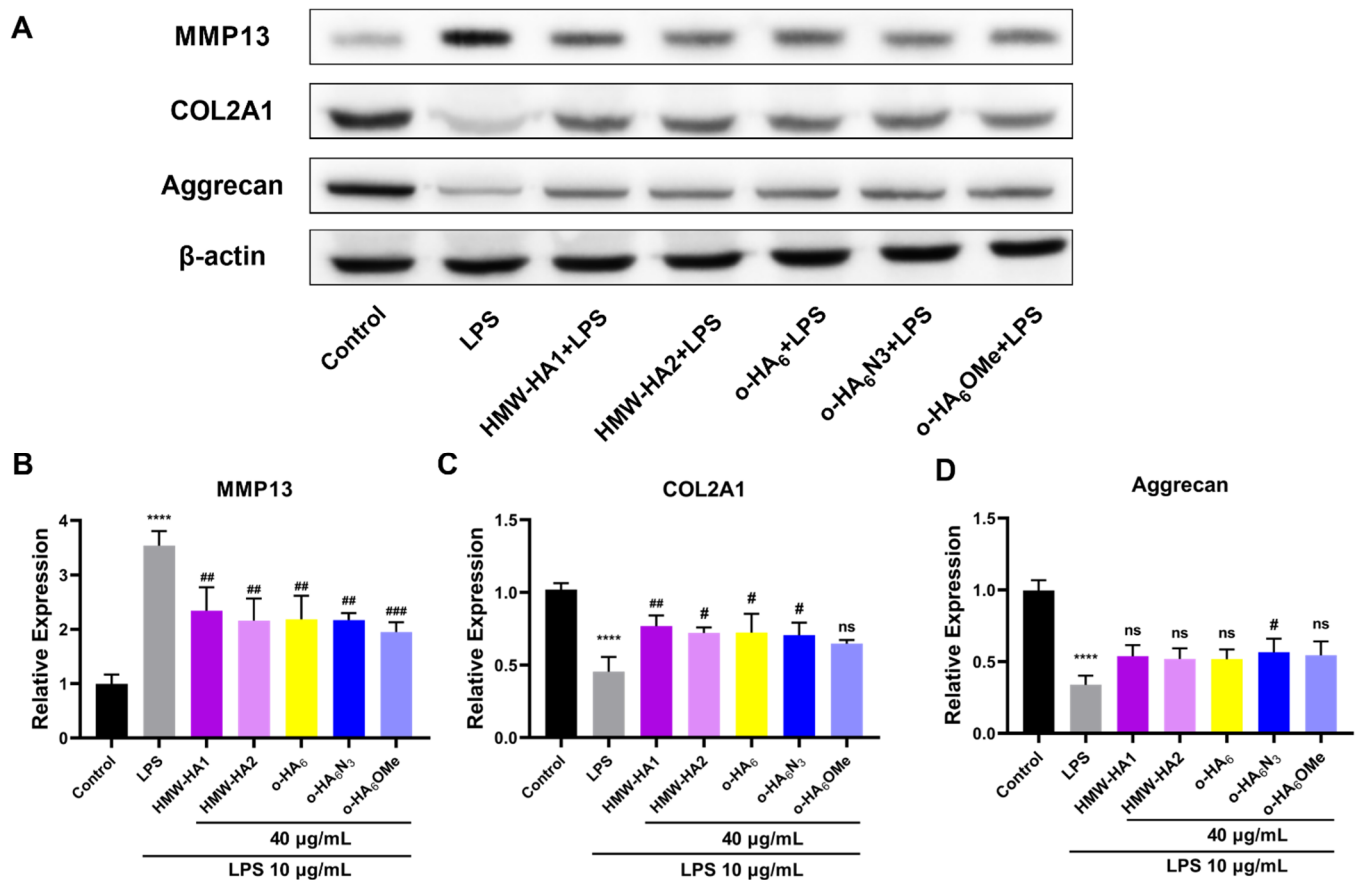 A
MMP13
COL2A1
Aggrecan
β-actin
Control
LPS
HMW-HA1+LPS
HMW-HA2+LPS
o-HA₆+LPS
o-HA₆N3+LPS
o-HA₆OMe+LPS
B
MMP13
Relative Expression
4
3
2
1
0
****
##
##
##
##
###
Control
LPS
HMW-HA1
HMW-HA2
o-HA₆
o-HA₆N₃
o-HA₆OMe
40 μg/mL
LPS 10 μg/mL
C
COL2A1
Relative Expression
1.5
1.0
0.5
0.0
****
##
#
#
#
ns
Control
LPS
HMW-HA1
HMW-HA2
o-HA₆
o-HA₆N₃
o-HA₆OMe
40 μg/mL
LPS 10 μg/mL
D
Aggrecan
Relative Expression
1.5
1.0
0.5
0.0
****
ns
ns
ns
#
ns
Control
LPS
HMW-HA1
HMW-HA2
o-HA₆
o-HA₆N₃
o-HA₆OMe
40 μg/mL
LPS 10 μg/mL